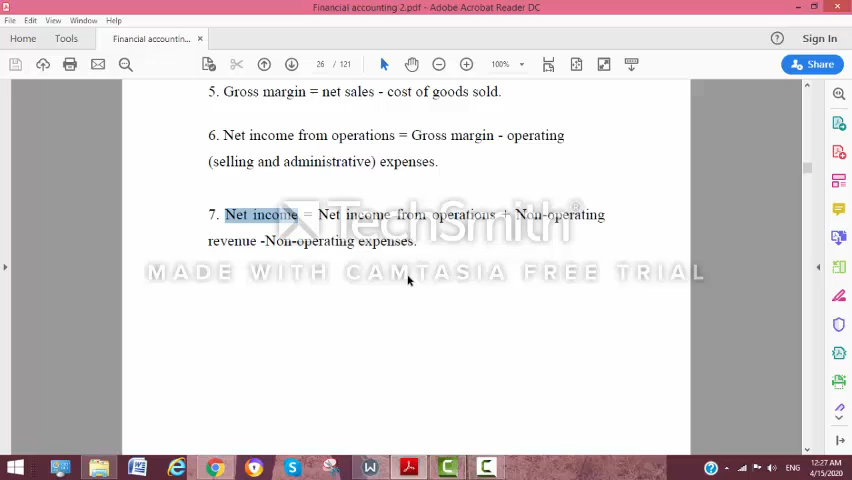 Financial accounting 2.pdf - Adobe Acrobat Reader DC
File Edit View Window Help
Home Tools Financial accountin... × Sign In
26 / 121 100% Share
5. Gross margin = net sales - cost of goods sold.
6. Net income from operations = Gross margin - operating
(selling and administrative) expenses.
7. Net income = Net income from operations + Non-operating
revenue -Non-operating expenses.
TechSmith
MADE WITH CAMTASIA FREE TRIAL
ENG 12:27 AM
4/15/2020